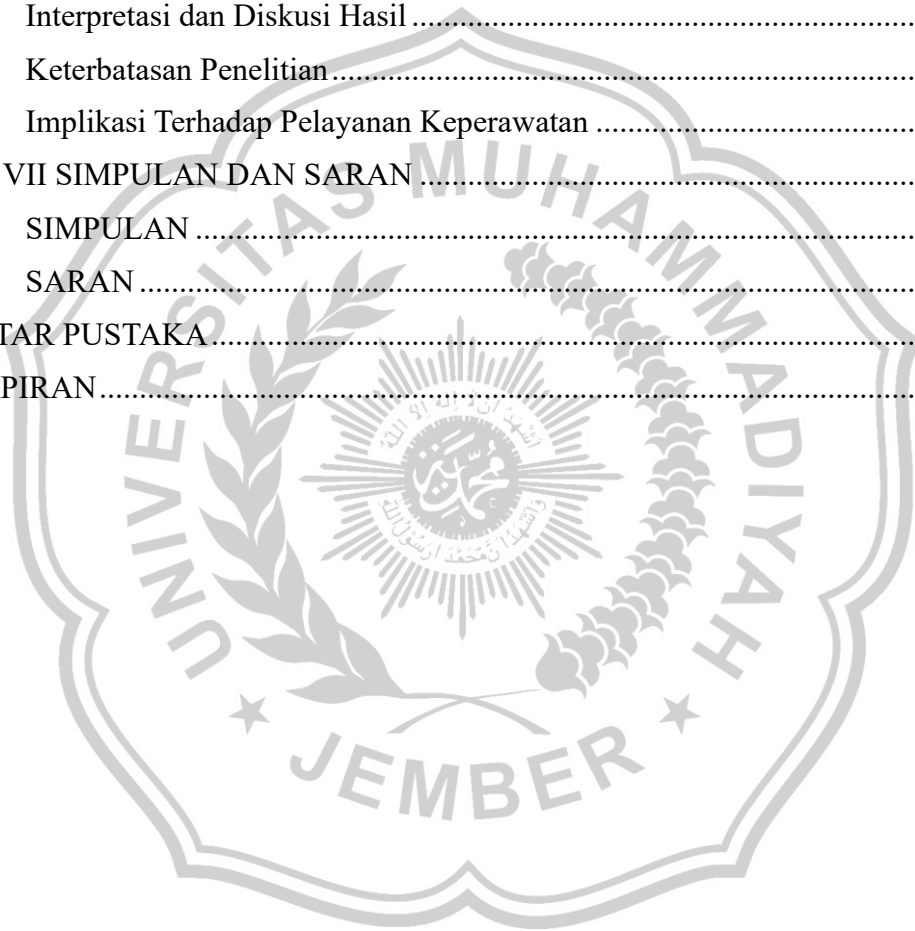 Interpretasi dan Diskusi Hasil ........................................................................
Keterbatasan Penelitian ........................................................................
Implikasi Terhadap Pelayanan Keperawatan ........................................................................
VII SIMPULAN DAN SARAN ........................................................................
SIMPULAN ........................................................................
SARAN ........................................................................
TAR PUSTAKA ........................................................................
PIRAN ........................................................................
UNIVERSITAS MUHAMMADIYAH
JEMBER